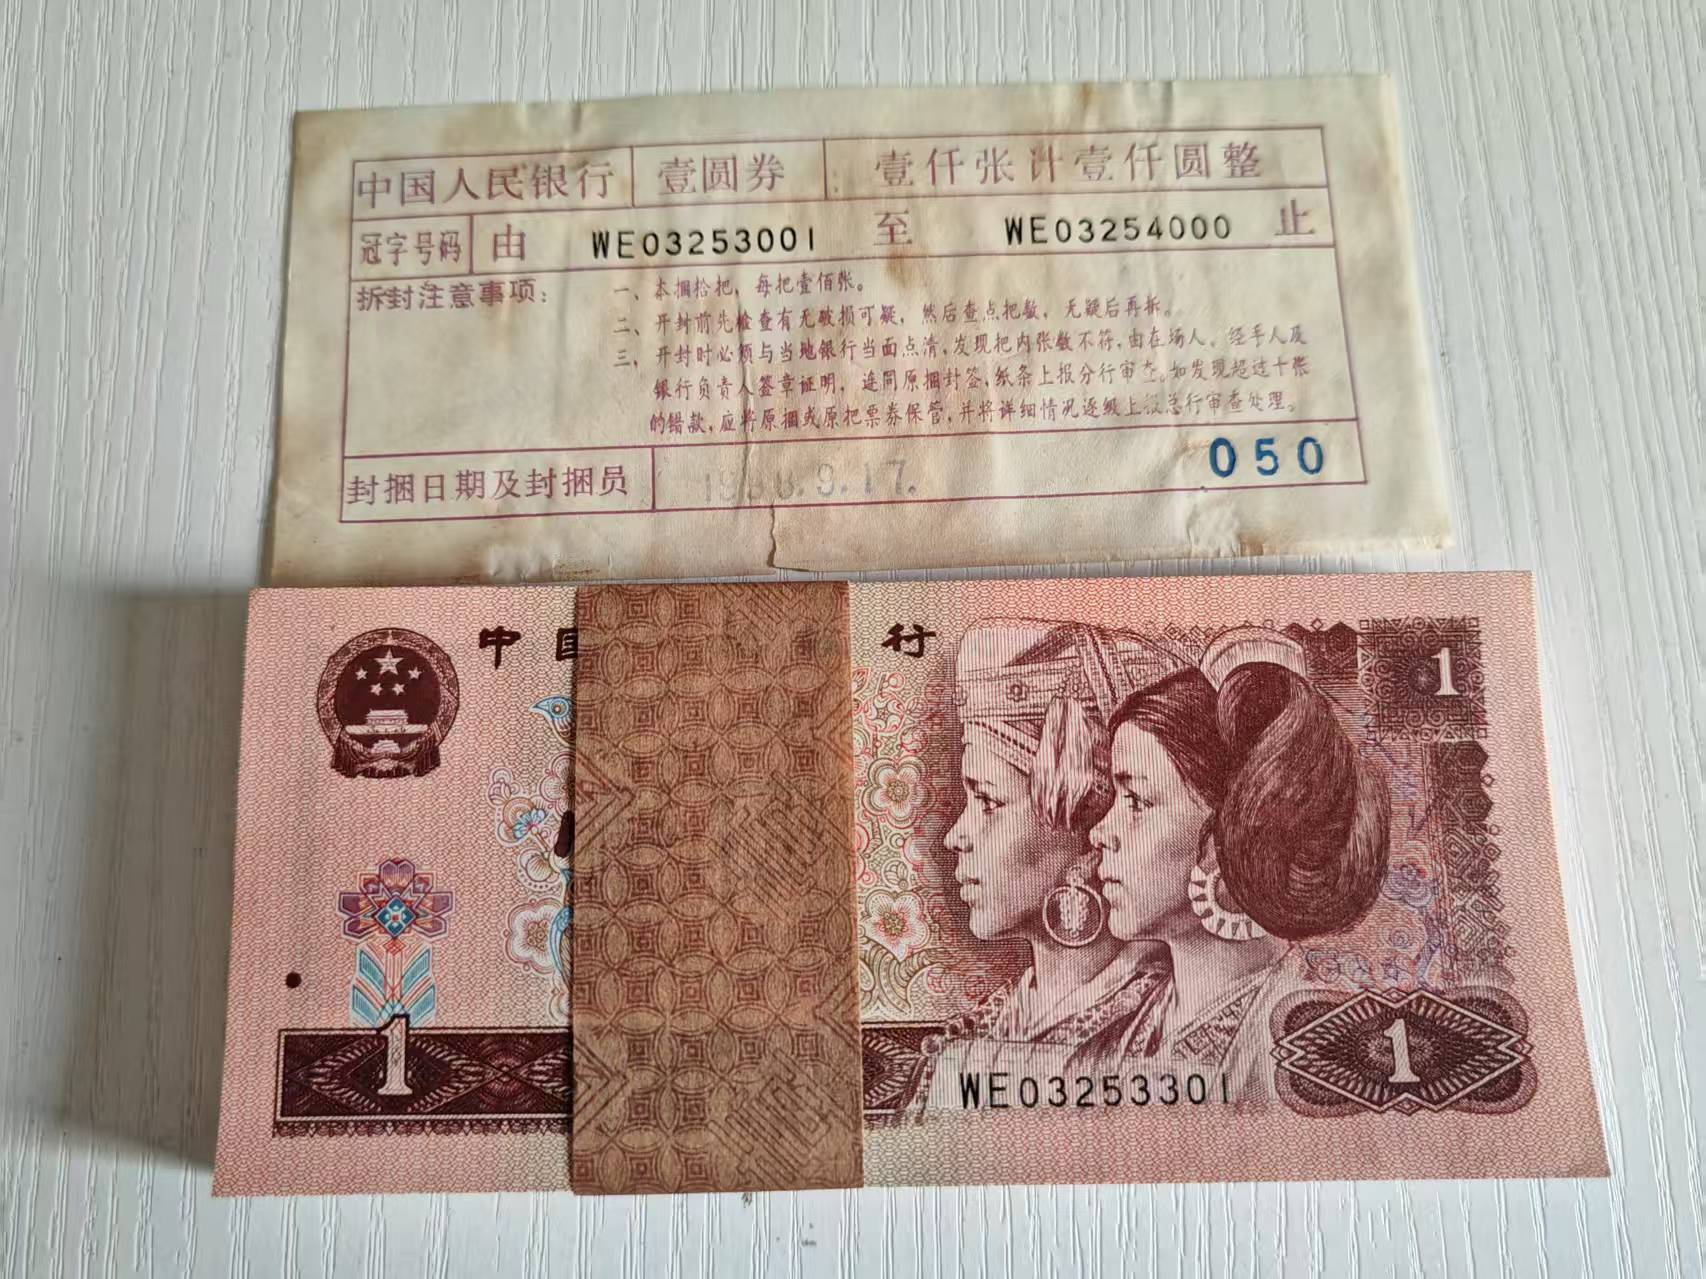 中国人民银行 壹圆券 壹仟张计壹仟圆整
冠字号码 由 WE03253001 至 WE03254000 止
拆封注意事项：
一、本捆拾把，每把壹佰张。
二、开封前先检查有无破损可疑，然后查点把数，无疑后再拆。
三、开封时必须与当地银行当面点清，发现把内张数不符，由在场人、经手人及
银行负责人签章证明，连同原捆封签，纸条上报分行审查。如发现超过十张
的错款，应将原捆或原把票券保管，并将详细情况逐级上报总行审查处理。
封捆日期及封捆员 .9.17. 050
中国 行
1
1
1
WE03253301